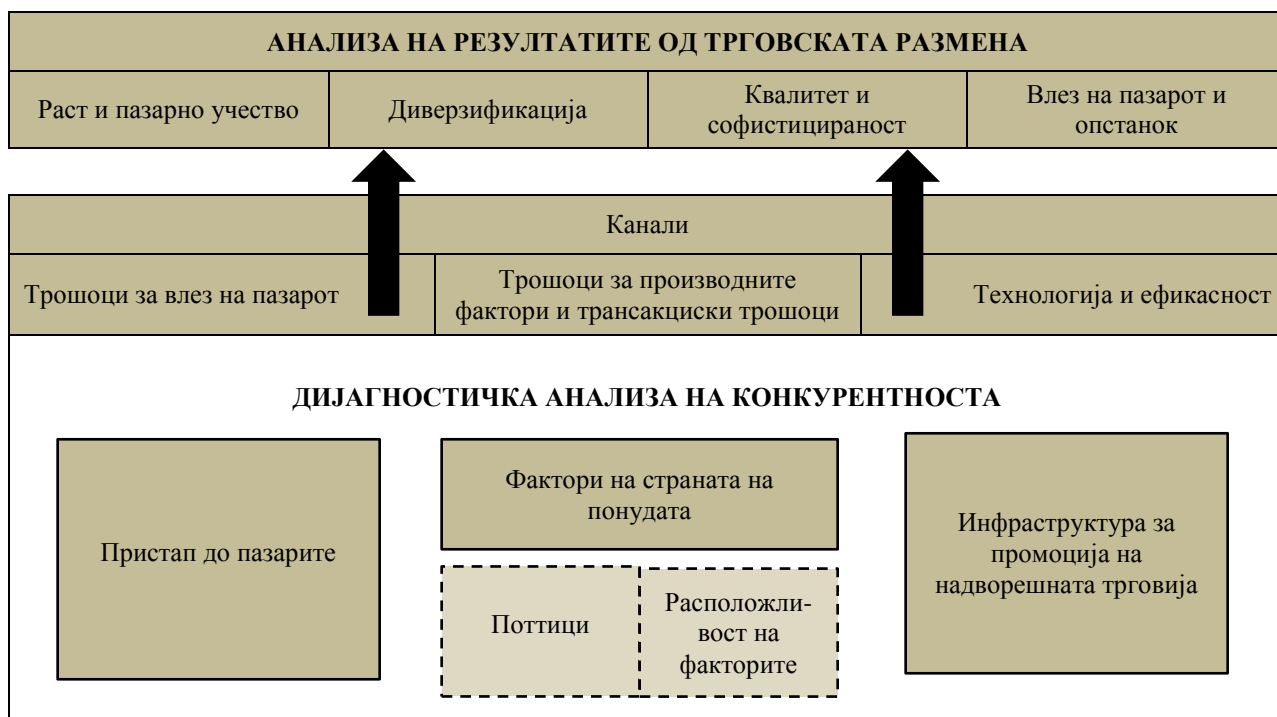 АНАЛИЗА НА РЕЗУЛТАТИТЕ ОД ТРГОВСКАТА РАЗМЕНА
Раст и пазарно учество
Диверзификација
Квалитет и
софистицираност
Влез на пазарот и
опстанок
Канали
Трошоци за влез на пазарот
Трошоци за производните
фактори и трансакциски трошоци
Технологија и ефикасност
ДИЈАГНОСТИЧКА АНАЛИЗА НА КОНКУРЕНТНОСТА
Пристап до пазарите
Фактори на страната на
понудата
Поттици
Расположли-
вост на
факторите
Инфраструктура за
промоција на
надворешната трговија